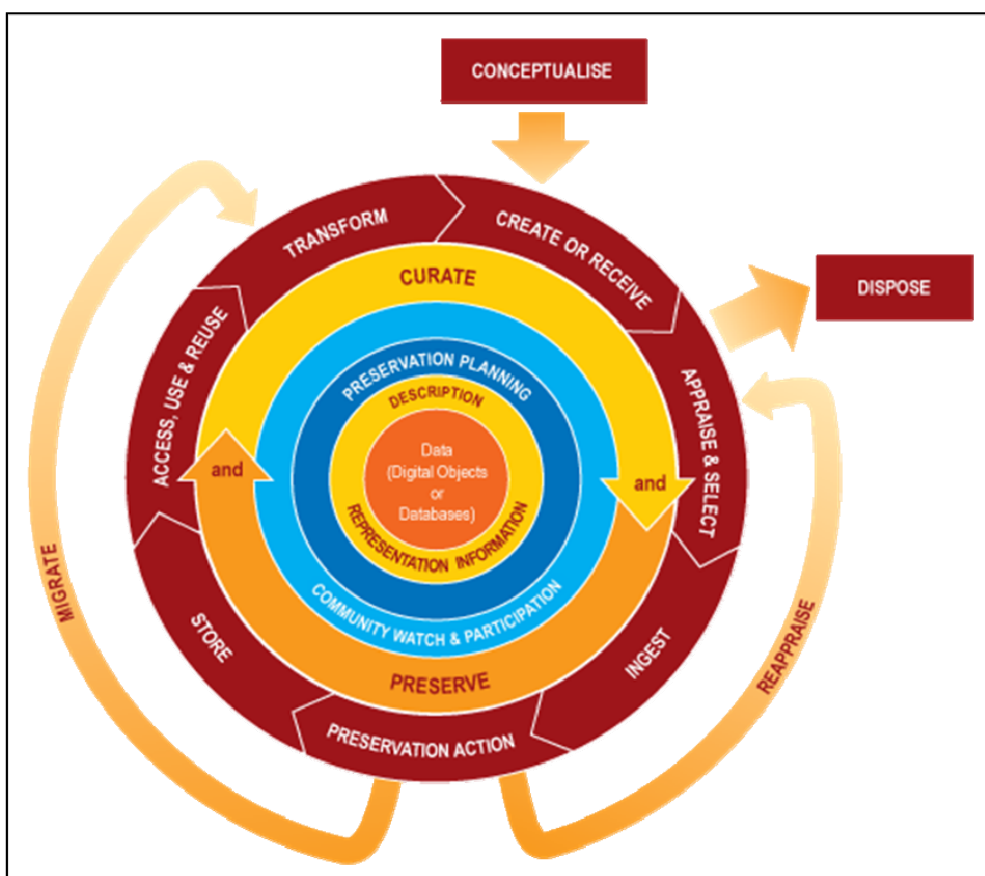 CONCEPTUALISE
DISPOSE
TRANSFORM
CREATE OR RECEIVE
APPRAISE & SELECT
INGEST
PRESERVATION ACTION
STORE
ACCESS, USE & REUSE
MIGRATE
REAPPRAISE
CURATE
and
PRESERVE
and
COMMUNITY WATCH & PARTICIPATION
PRESERVATION PLANNING
DESCRIPTION
REPRESENTATION INFORMATION
Data
(Digital Objects
or
Databases)